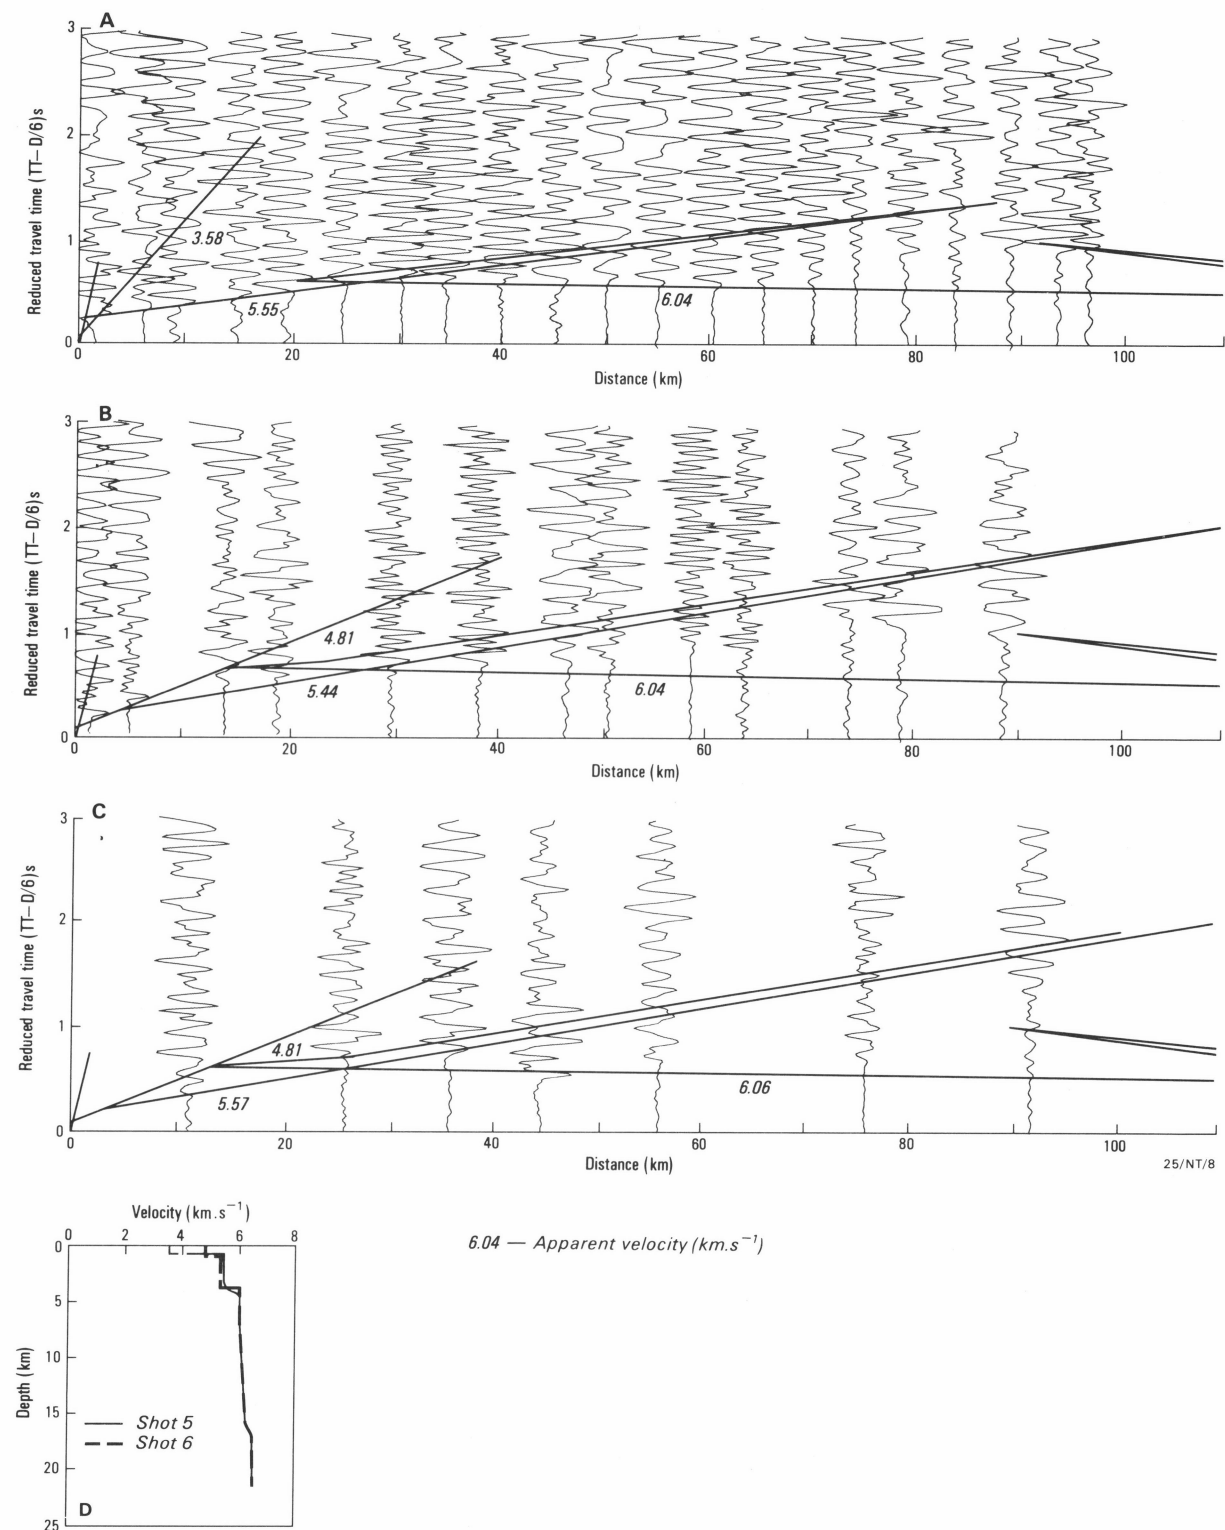 A
3
2
1
0
Reduced travel time (TT–D/6)s
3.58
5.55
6.04
0 20 40 60 80 100
Distance (km)
B
3
2
1
0
Reduced travel time (TT–D/6)s
4.81
5.44
6.04
0 20 40 60 80 100
Distance (km)
C
3
2
1
0
Reduced travel time (TT–D/6)s
4.81
5.57
6.06
0 20 40 60 80 100
Distance (km)
25/NT/8
Velocity (km.s⁻¹)
0 2 4 6 8
0
5
10
15
20
25
Depth (km)
Shot 5
Shot 6
D
6.04 — Apparent velocity (km.s⁻¹)